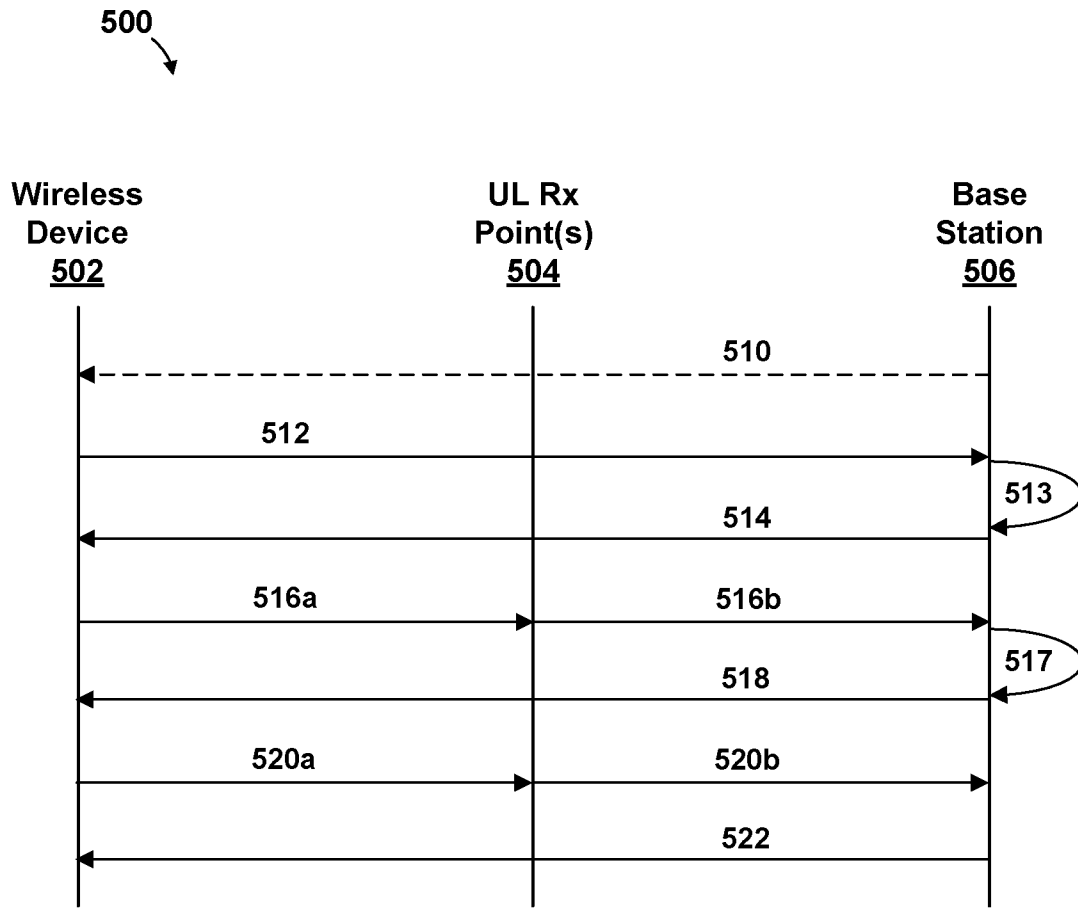 500
Wireless
Device
502
UL Rx
Point(s)
504
Base
Station
506
510
512
513
514
516a
516b
517
518
520a
520b
522